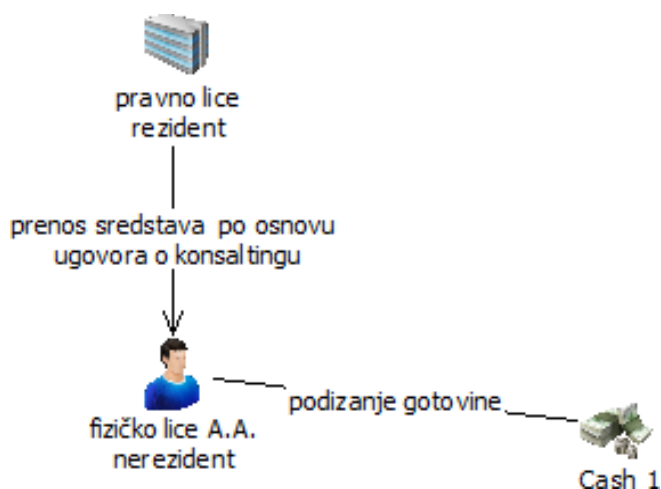 pravno lice
rezident
prenos sredstava po osnovu
ugovora o konsaltingu
fizičko lice A.A.
nerezident
podizanje gotovine
Cash 1